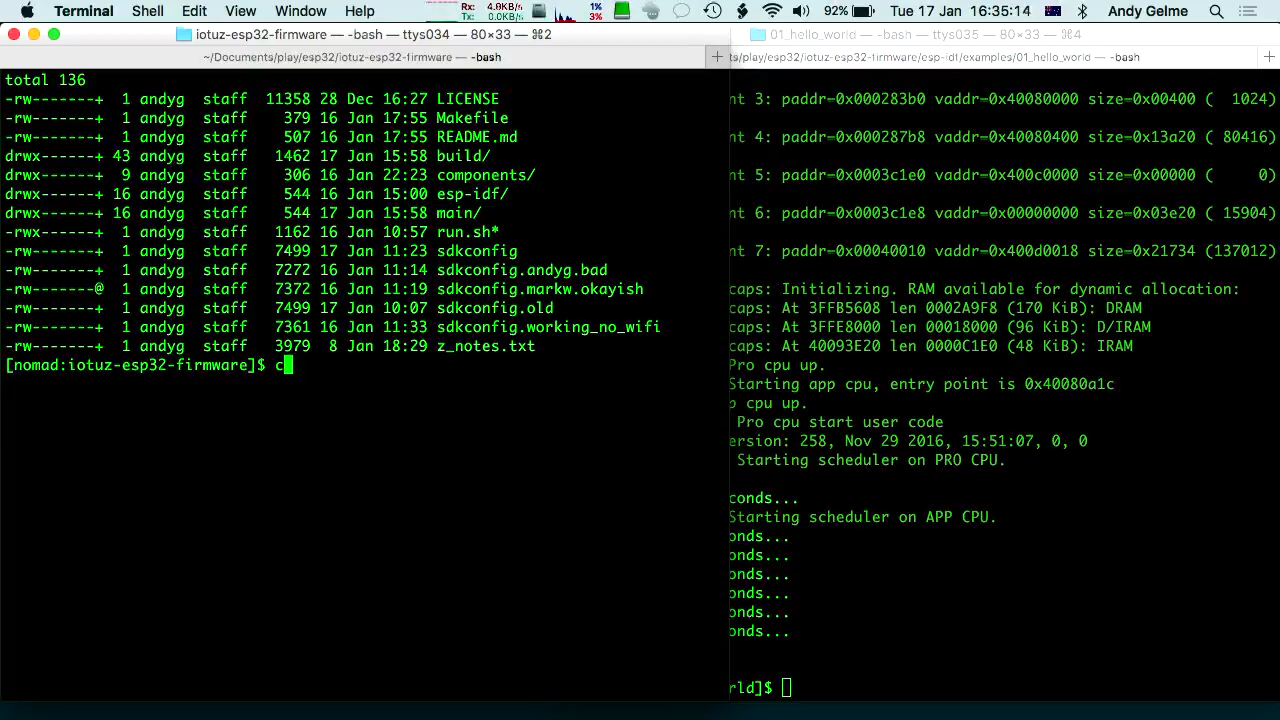 Terminal Shell Edit View Window Help Rx: 4.0KB/s Tx: 0.0KB/s 1% 3% 92% Tue 17 Jan 16:35:14 Andy Gelme
iotuz-esp32-firmware — -bash — ttys034 — 80×33 — ⌘2
~/Documents/play/esp32/iotuz-esp32-firmware — -bash
total 136
-rw-------+ 1 andyg staff 11358 28 Dec 16:27 LICENSE
-rw-------+ 1 andyg staff 379 16 Jan 17:55 Makefile
-rw-------+ 1 andyg staff 507 16 Jan 17:55 README.md
drwx------+ 43 andyg staff 1462 17 Jan 15:58 build/
drwx------+ 9 andyg staff 306 16 Jan 22:23 components/
drwx------+ 16 andyg staff 544 16 Jan 15:00 esp-idf/
drwx------+ 16 andyg staff 544 17 Jan 15:58 main/
-rwx------+ 1 andyg staff 1162 16 Jan 10:57 run.sh*
-rw-------+ 1 andyg staff 7499 17 Jan 11:23 sdkconfig
-rw-------+ 1 andyg staff 7272 16 Jan 11:14 sdkconfig.andyg.bad
-rw-------@ 1 andyg staff 7372 16 Jan 11:19 sdkconfig.markw.okayish
-rw-------+ 1 andyg staff 7499 17 Jan 10:07 sdkconfig.old
-rw-------+ 1 andyg staff 7361 16 Jan 11:33 sdkconfig.working_no_wifi
-rw-------+ 1 andyg staff 3979 8 Jan 18:29 z_notes.txt
[nomad:iotuz-esp32-firmware]$ c
01_hello_world — -bash — ttys035 — 80×33 — ⌘4
ts/play/esp32/iotuz-esp32-firmware/esp-idf/examples/01_hello_world — -bash
nt 3: paddr=0x000283b0 vaddr=0x40080000 size=0x00400 ( 1024)
nt 4: paddr=0x000287b8 vaddr=0x40080400 size=0x13a20 ( 80416)
nt 5: paddr=0x0003c1e0 vaddr=0x400c0000 size=0x00000 ( 0)
nt 6: paddr=0x0003c1e8 vaddr=0x00000000 size=0x03e20 ( 15904)
nt 7: paddr=0x00040010 vaddr=0x400d0018 size=0x21734 (137012)
caps: Initializing. RAM available for dynamic allocation:
caps: At 3FFB5608 len 0002A9F8 (170 KiB): DRAM
caps: At 3FFE8000 len 00018000 (96 KiB): D/IRAM
caps: At 40093E20 len 0000C1E0 (48 KiB): IRAM
Pro cpu up.
Starting app cpu, entry point is 0x40080a1c
p cpu up.
Pro cpu start user code
ersion: 258, Nov 29 2016, 15:51:07, 0, 0
Starting scheduler on PRO CPU.
conds...
Starting scheduler on APP CPU.
onds...
onds...
onds...
onds...
onds...
onds...
rld]$